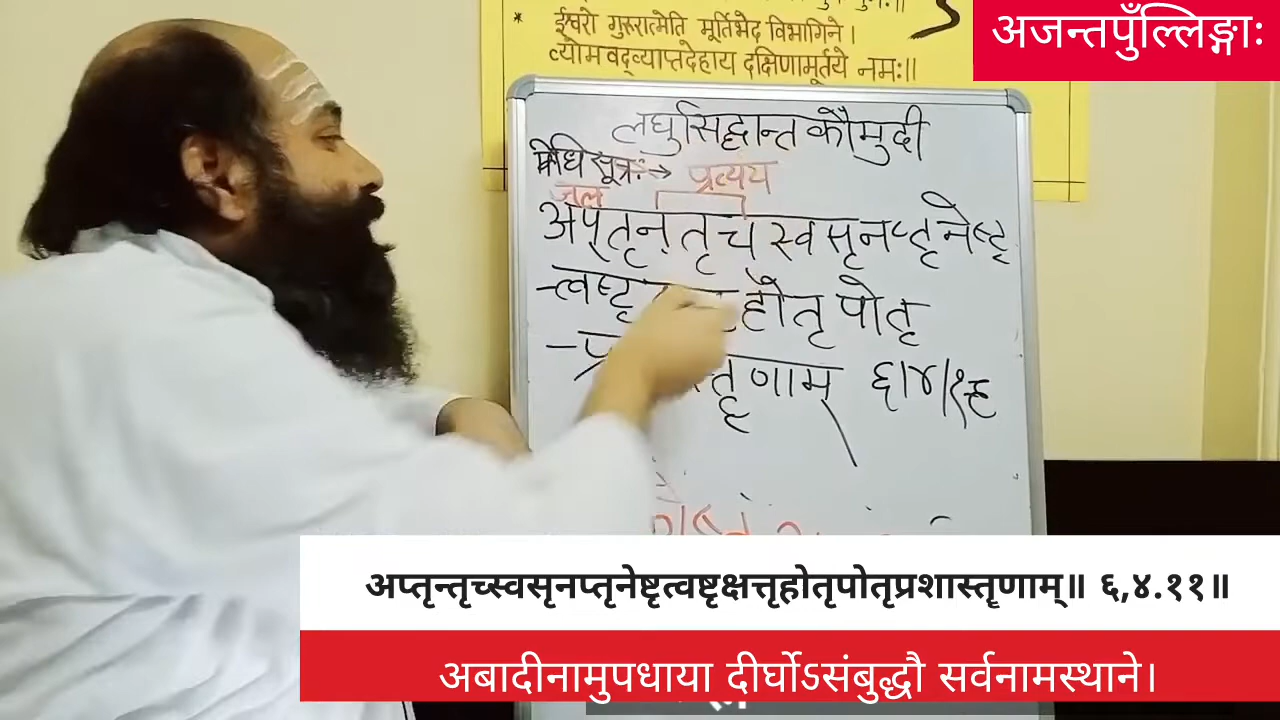 अजन्तपुँल्लिङ्गाः
* ईश्वरो गुरुरात्मेति मूर्तिभेद विभागिने।
व्योमवद्व्याप्तदेहाय दक्षिणामूर्तये नमः॥
लघुसिद्धान्तकौमुदी
सूत्रः→ प्रत्यय
जल
अप्तृन्तृच्स्वसृनप्तृनेष्टृ
-त्वष्टृ होतृ पोतृ
६।४।११
अप्तृन्तृच्स्वसृनप्तृनेष्टृत्वष्टृक्षत्तृहोतृपोतृप्रशास्तॄणाम्॥ ६,४.११॥
अबादीनामुपधाया दीर्घोऽसंबुद्धौ सर्वनामस्थाने।